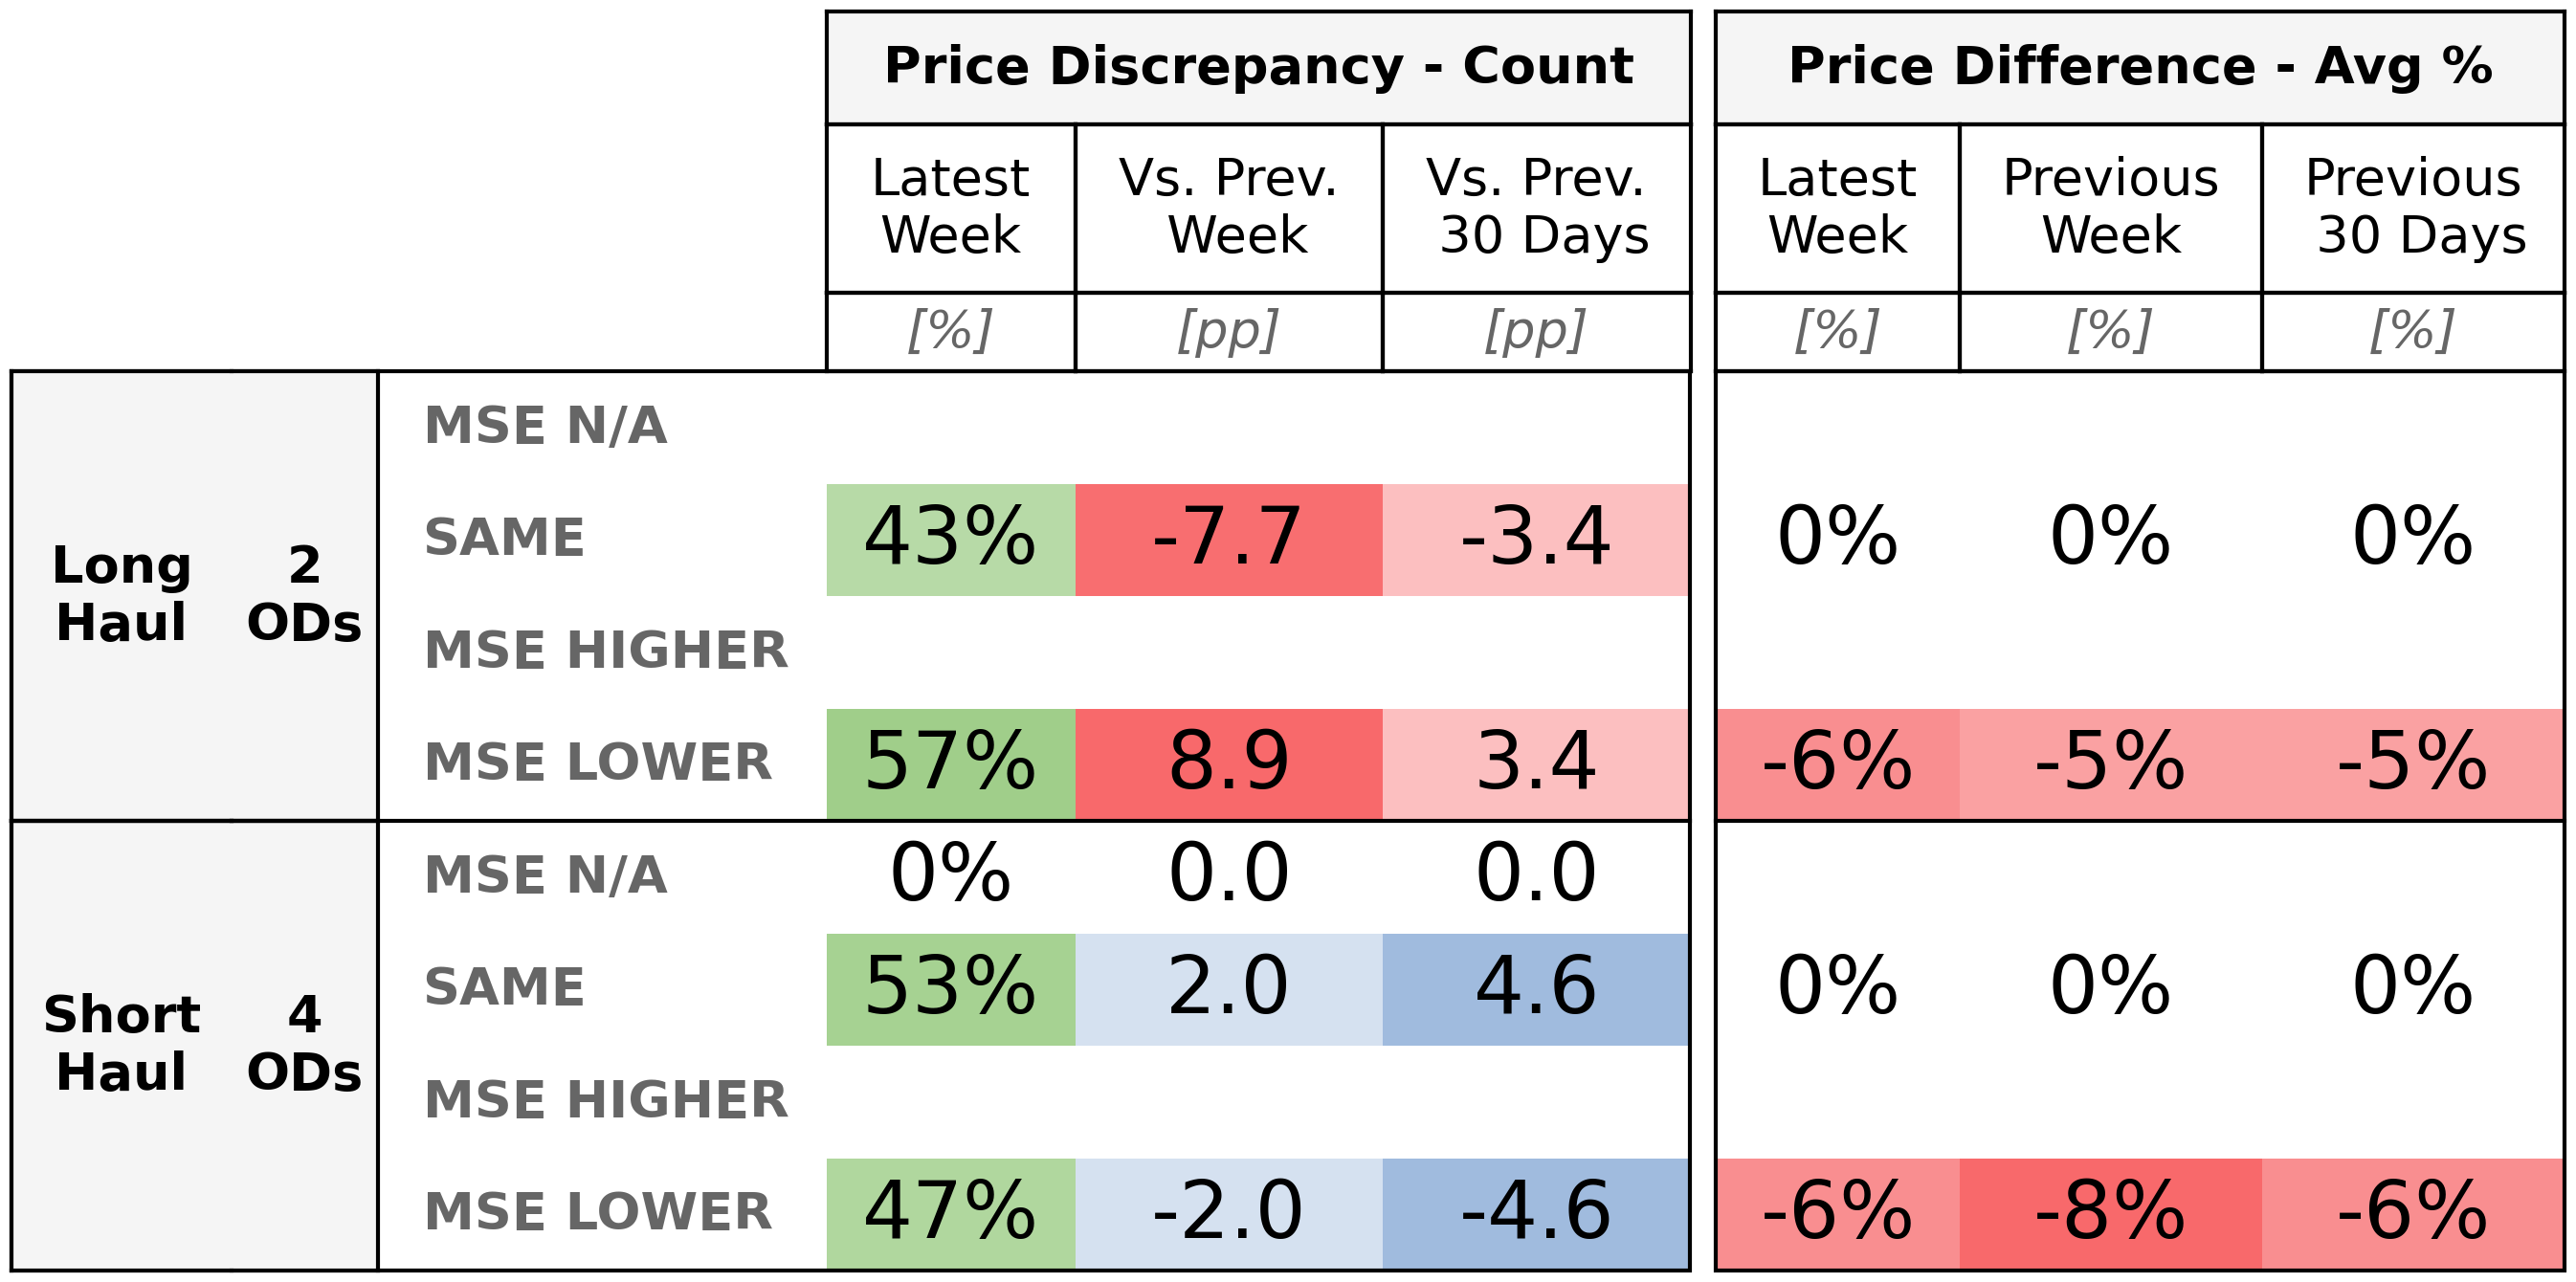 Price Discrepancy - Count Price Difference - Avg %
Latest Week Vs. Prev. Week Vs. Prev. 30 Days Latest Week Previous Week Previous 30 Days
[%] [pp] [pp] [%] [%] [%]
Long Haul 2 ODs
MSE N/A
SAME 43% -7.7 -3.4 0% 0% 0%
MSE HIGHER
MSE LOWER 57% 8.9 3.4 -6% -5% -5%
Short Haul 4 ODs
MSE N/A 0% 0.0 0.0
SAME 53% 2.0 4.6 0% 0% 0%
MSE HIGHER
MSE LOWER 47% -2.0 -4.6 -6% -8% -6%